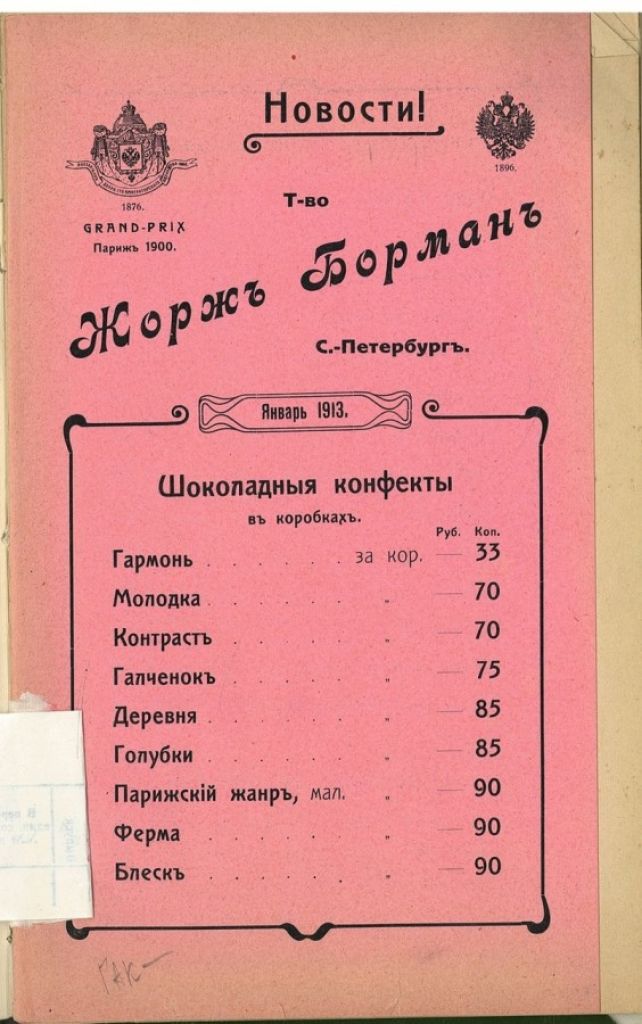 Новости!
1876.
GRAND-PRIX
Парижъ 1900.
1896.
Т-во
Жоржъ Борманъ
С.-Петербургъ.
Январь 1913.
Шоколадныя конфекты
въ коробкахъ.
Руб. Коп.
Гармонь . . . . . . за кор. — 33
Молодка . . . . . „ — 70
Контрастъ . . . . „ — 70
Галченокъ . . . . „ — 75
Деревня . . . . . „ — 85
Голубки . . . . . „ — 85
Парижскій жанръ, мал. „ — 90
Ферма . . . . . „ — 90
Блескъ . . . . . „ — 90